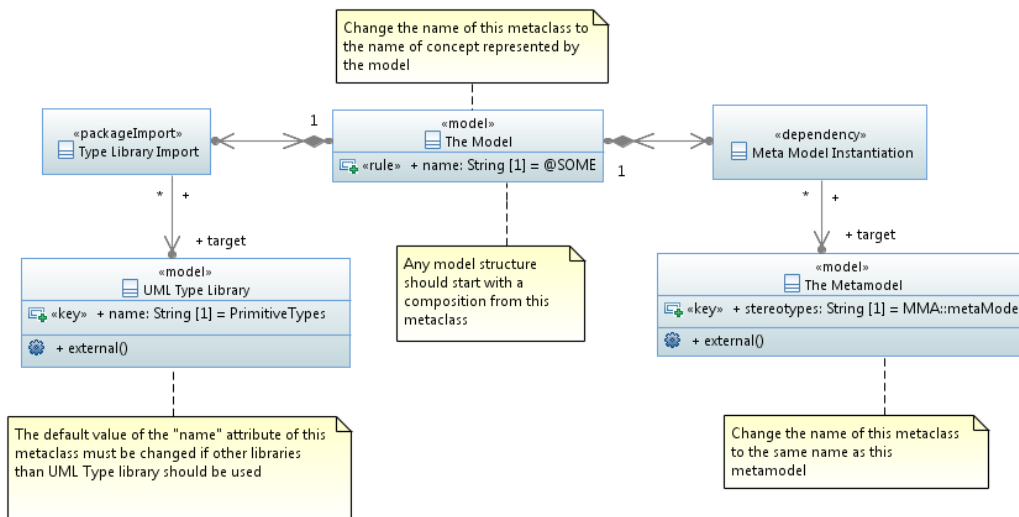 Change the name of this metaclass to
the name of concept represented by
the model
«packageImport»
Type Library Import
1
«model»
The Model
«rule» + name: String [1] = @SOME
1
«dependency»
Meta Model Instantiation
* +
+ target
* +
+ target
«model»
UML Type Library
«key» + name: String [1] = PrimitiveTypes
+ external()
Any model structure
should start with a
composition from this
metaclass
«model»
The Metamodel
«key» + stereotypes: String [1] = MMA::metaMode
+ external()
The default value of the "name" attribute of this
metaclass must be changed if other libraries
than UML Type library should be used
Change the name of this metaclass
to the same name as this
metamodel